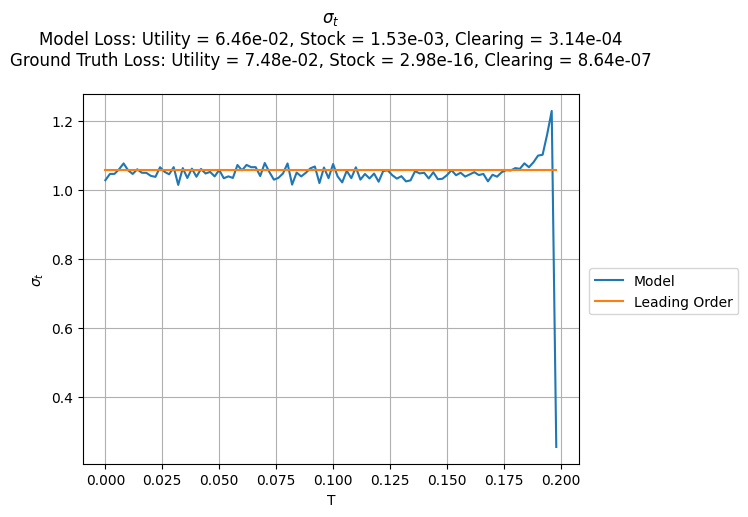 σ_t
Model Loss: Utility = 6.46e-02, Stock = 1.53e-03, Clearing = 3.14e-04
Ground Truth Loss: Utility = 7.48e-02, Stock = 2.98e-16, Clearing = 8.64e-07
1.2
1.0
0.8
0.6
0.4
σ_t
Model
Leading Order
0.000 0.025 0.050 0.075 0.100 0.125 0.150 0.175 0.200
T